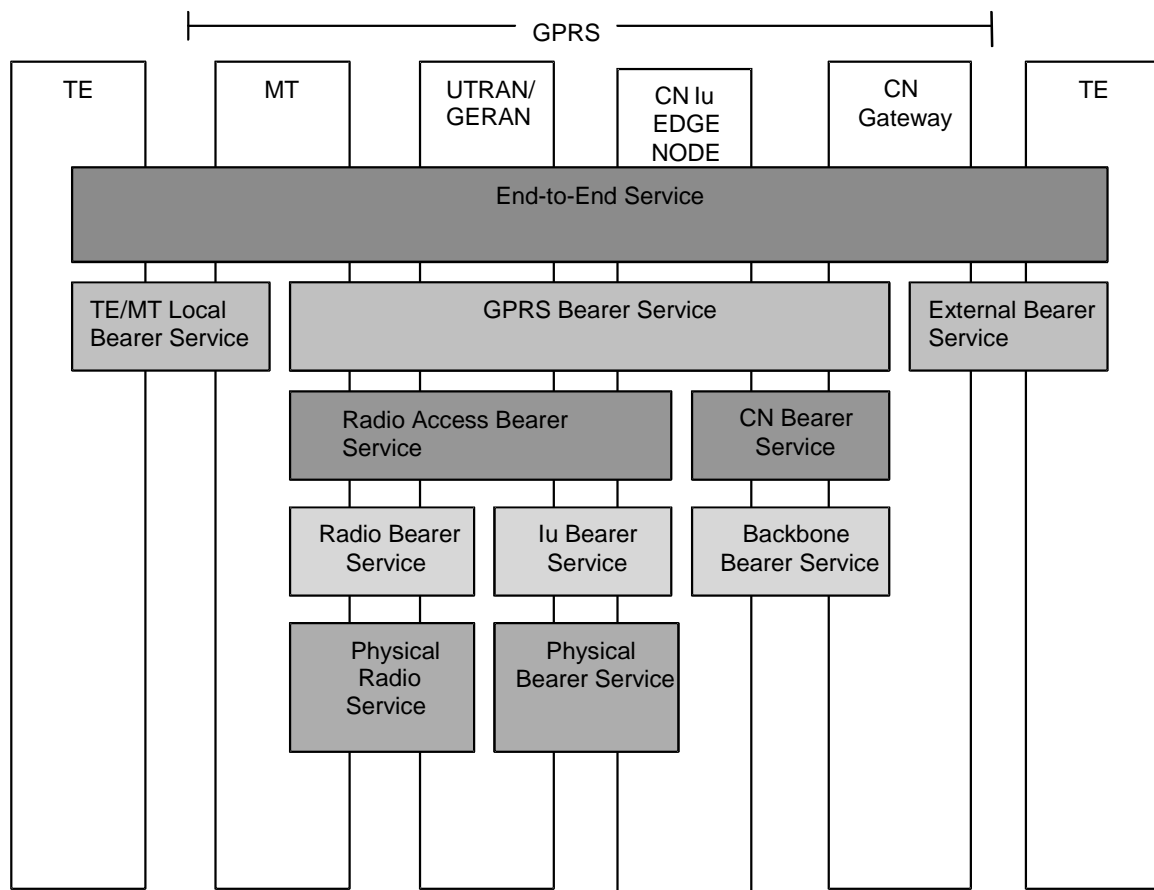 GPRS
TE
MT
UTRAN/
GERAN
CN Iu
EDGE
NODE
CN
Gateway
TE
End-to-End Service
TE/MT Local
Bearer Service
GPRS Bearer Service
External Bearer
Service
Radio Access Bearer
Service
CN Bearer
Service
Radio Bearer
Service
Iu Bearer
Service
Backbone
Bearer Service
Physical
Radio
Service
Physical
Bearer Service